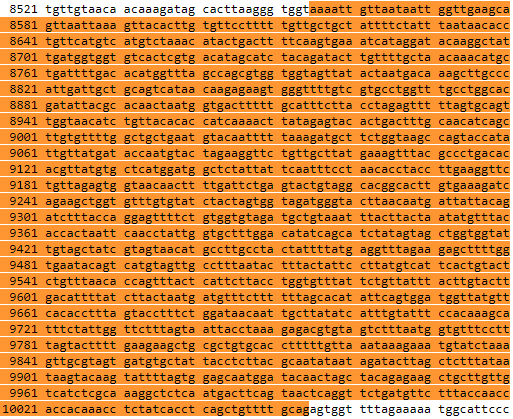 8521 tgttgtaaca acaaagatag cacttaaggg tggtaaaatt gttaataatt ggttgaagca
8581 gttaattaaa gttacacttg tgttcctttt tgttgctgct attttctatt taataacacc
8641 tgttcatgtc atgtctaaac atactgactt ttcaagtgaa atcataggat acaaggctat
8701 tgatggtggt gtcactcgtg acatagcatc tacagatact tgttttgcta acaaacatgc
8761 tgattttgac acatggttta gccagcgtgg tggtagttat actaatgaca aagcttgccc
8821 attgattgct gcagtcataa caagagaagt gggttttgtc gtgcctggtt tgcctggcac
8881 gatattacgc acaactaatg gtgacttttt gcatttctta cctagagttt ttagtgcagt
8941 tggtaacatc tgttacacac catcaaaact tatagagtac actgactttg caacatcagc
9001 ttgtgttttg gctgctgaat gtacaatttt taaagatgct tctggtaagc cagtaccata
9061 ttgttatgat accaatgtac tagaaggttc tgttgcttat gaaagtttac gccctgacac
9121 acgttatgtg ctcatggatg gctctattat tcaatttcct aacacctacc ttgaaggttc
9181 tgttagagtg gtaacaactt ttgattctga gtactgtagg cacggcactt gtgaaagatc
9241 agaagctggt gtttgtgtat ctactagtgg tagatgggta cttaacaatg attattacag
9301 atctttacca ggagttttct gtggtgtaga tgctgtaaat ttacttacta atatgtttac
9361 accactaatt caacctattg gtgctttgga catatcagca tctatagtag ctggtggtat
9421 tgtagctatc gtagtaacat gccttgccta ctattttatg aggtttagaa gagcttttgg
9481 tgaatacagt catgtagttg cctttaatac tttactattc cttatgtcat tcactgtact
9541 ctgtttaaca ccagtttact cattcttacc tggtgtttat tctgttattt acttgtactt
9601 gacattttat cttactaatg atgtttcttt tttagcacat attcagtgga tggttatgtt
9661 cacaccttta gtacctttct ggataacaat tgcttatatc atttgtattt ccacaaagca
9721 tttctattgg ttctttagta attacctaaa gagacgtgta gtctttaatg gtgtttcctt
9781 tagtactttt gaagaagctg cgctgtgcac ctttttgtta aataaagaaa tgtatctaaa
9841 gttgcgtagt gatgtgctat tacctcttac gcaatataat agatacttag ctctttataa
9901 taagtacaag tattttagtg gagcaatgga tacaactagc tacagagaag ctgcttgttg
9961 tcatctcgca aaggctctca atgacttcag taactcaggt tctgatgttc tttaccaacc
10021 accacaaacc tctatcacct cagctgtttt gcagagtggt tttagaaaaa tggcattccc